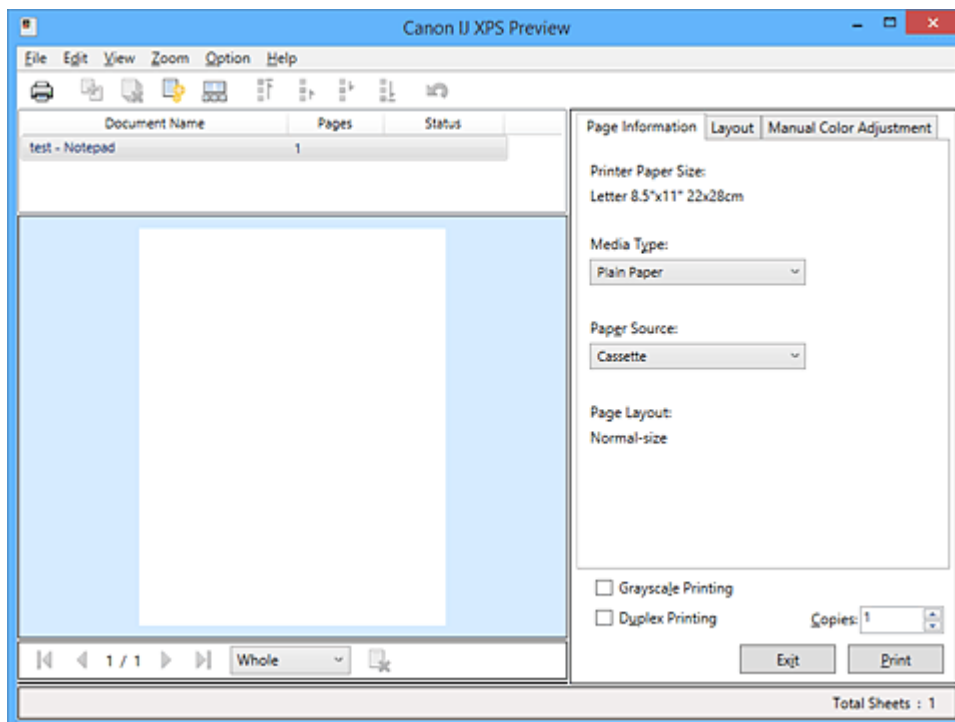 Canon IJ XPS Preview
File Edit View Zoom Option Help
Document Name Pages Status
test - Notepad 1
Page Information Layout Manual Color Adjustment
Printer Paper Size:
Letter 8.5"x11" 22x28cm
Media Type:
Plain Paper
Paper Source:
Cassette
Page Layout:
Normal-size
Grayscale Printing
Duplex Printing Copies: 1
1 / 1 Whole
Exit Print
Total Sheets : 1